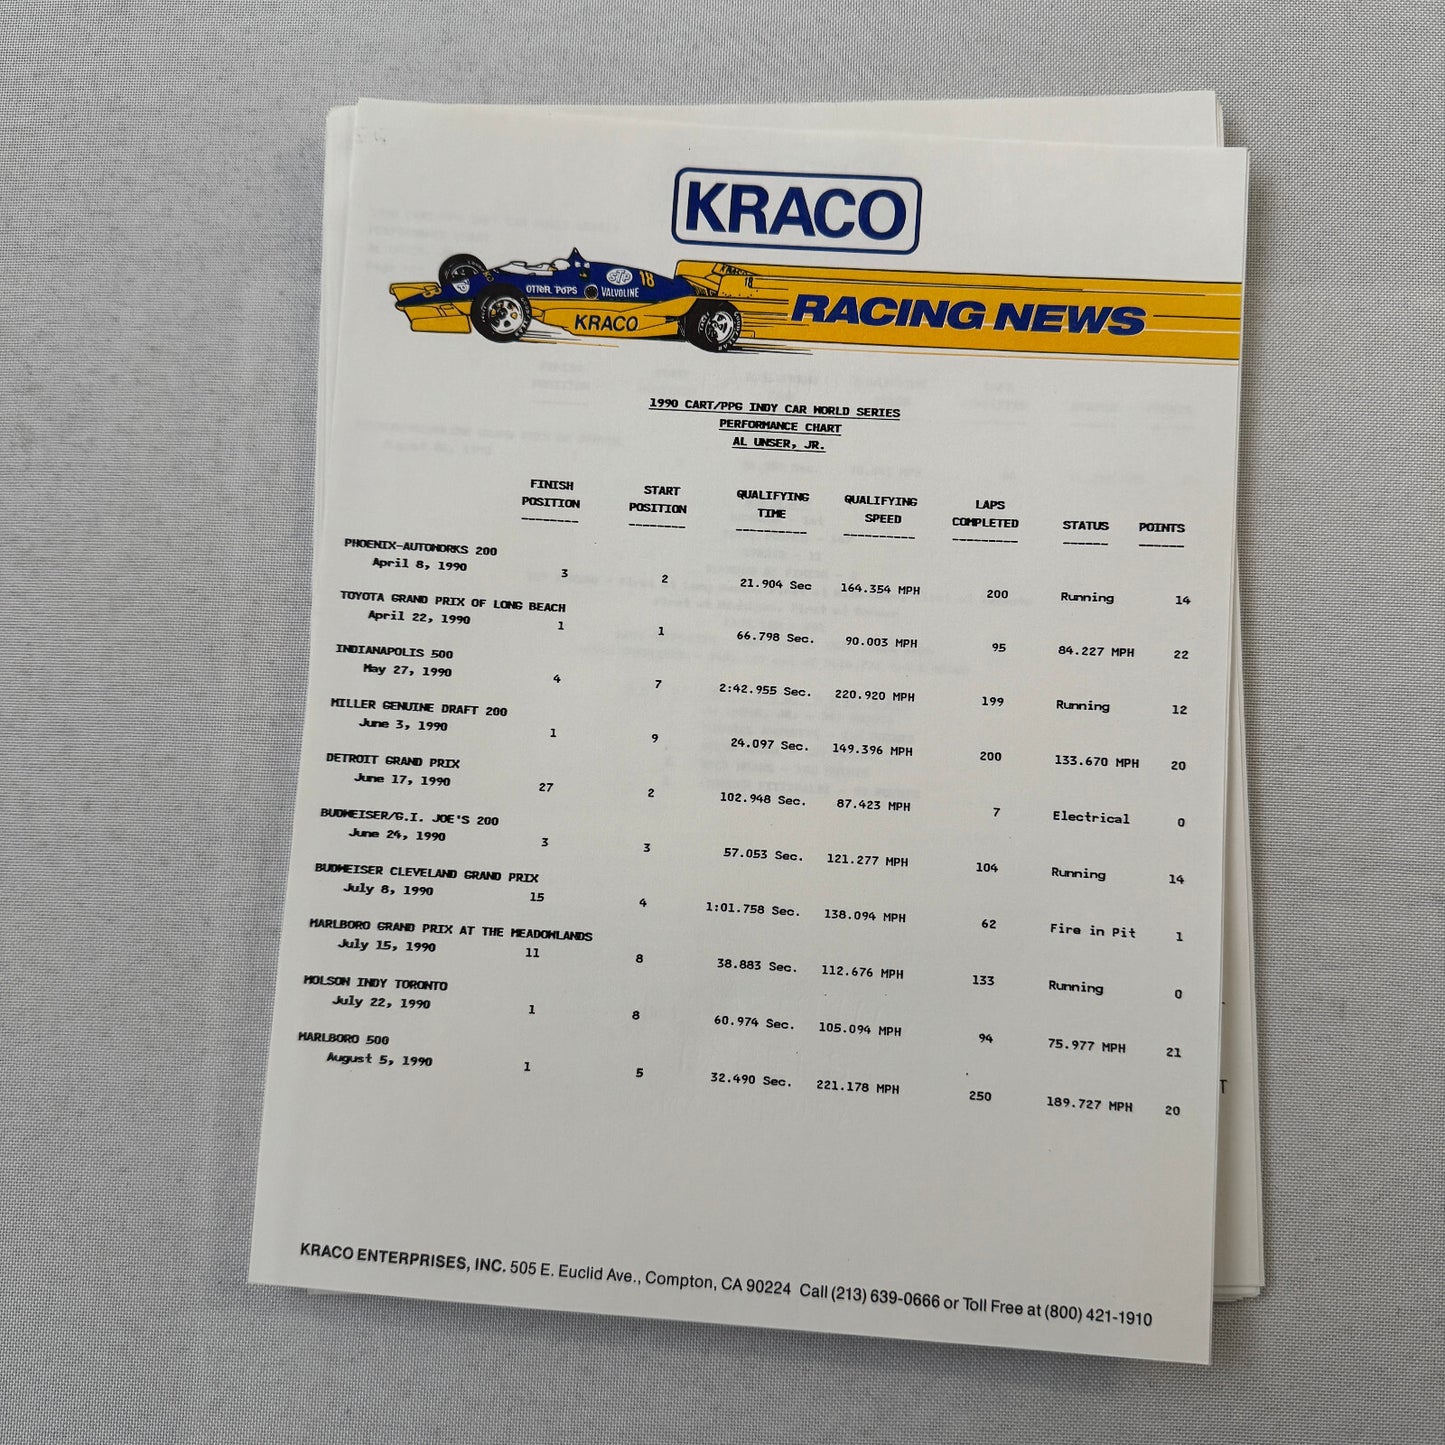 KRACO
KRACO
18
STP
18
OTTER POPS
VALVOLINE
KRACO
RACING NEWS
1990 CART/PPG INDY CAR WORLD SERIES
PERFORMANCE CHART
AL UNSER, JR.
FINISH POSITION START POSITION QUALIFYING TIME QUALIFYING SPEED LAPS COMPLETED STATUS POINTS
PHOENIX-AUTOWORKS 200
April 8, 1990 3 2 21.904 Sec 164.354 MPH 200 Running 14
TOYOTA GRAND PRIX OF LONG BEACH
April 22, 1990 1 1 66.798 Sec. 90.003 MPH 95 84.227 MPH 22
INDIANAPOLIS 500
May 27, 1990 4 7 2:42.955 Sec. 220.920 MPH 199 Running 12
MILLER GENUINE DRAFT 200
June 3, 1990 1 9 24.097 Sec. 149.396 MPH 200 133.670 MPH 20
DETROIT GRAND PRIX
June 17, 1990 27 2 102.948 Sec. 87.423 MPH 7 Electrical 0
BUDWEISER/G.I. JOE'S 200
June 24, 1990 3 3 57.053 Sec. 121.277 MPH 104 Running 14
BUDWEISER CLEVELAND GRAND PRIX
July 8, 1990 15 4 1:01.758 Sec. 138.094 MPH 62 Fire in Pit 1
MARLBORO GRAND PRIX AT THE MEADOWLANDS
July 15, 1990 11 8 38.883 Sec. 112.676 MPH 133 Running 0
MOLSON INDY TORONTO
July 22, 1990 1 8 60.974 Sec. 105.094 MPH 94 75.977 MPH 21
MARLBORO 500
August 5, 1990 1 5 32.490 Sec. 221.178 MPH 250 189.727 MPH 20
KRACO ENTERPRISES, INC. 505 E. Euclid Ave., Compton, CA 90224 Call (213) 639-0666 or Toll Free at (800) 421-1910